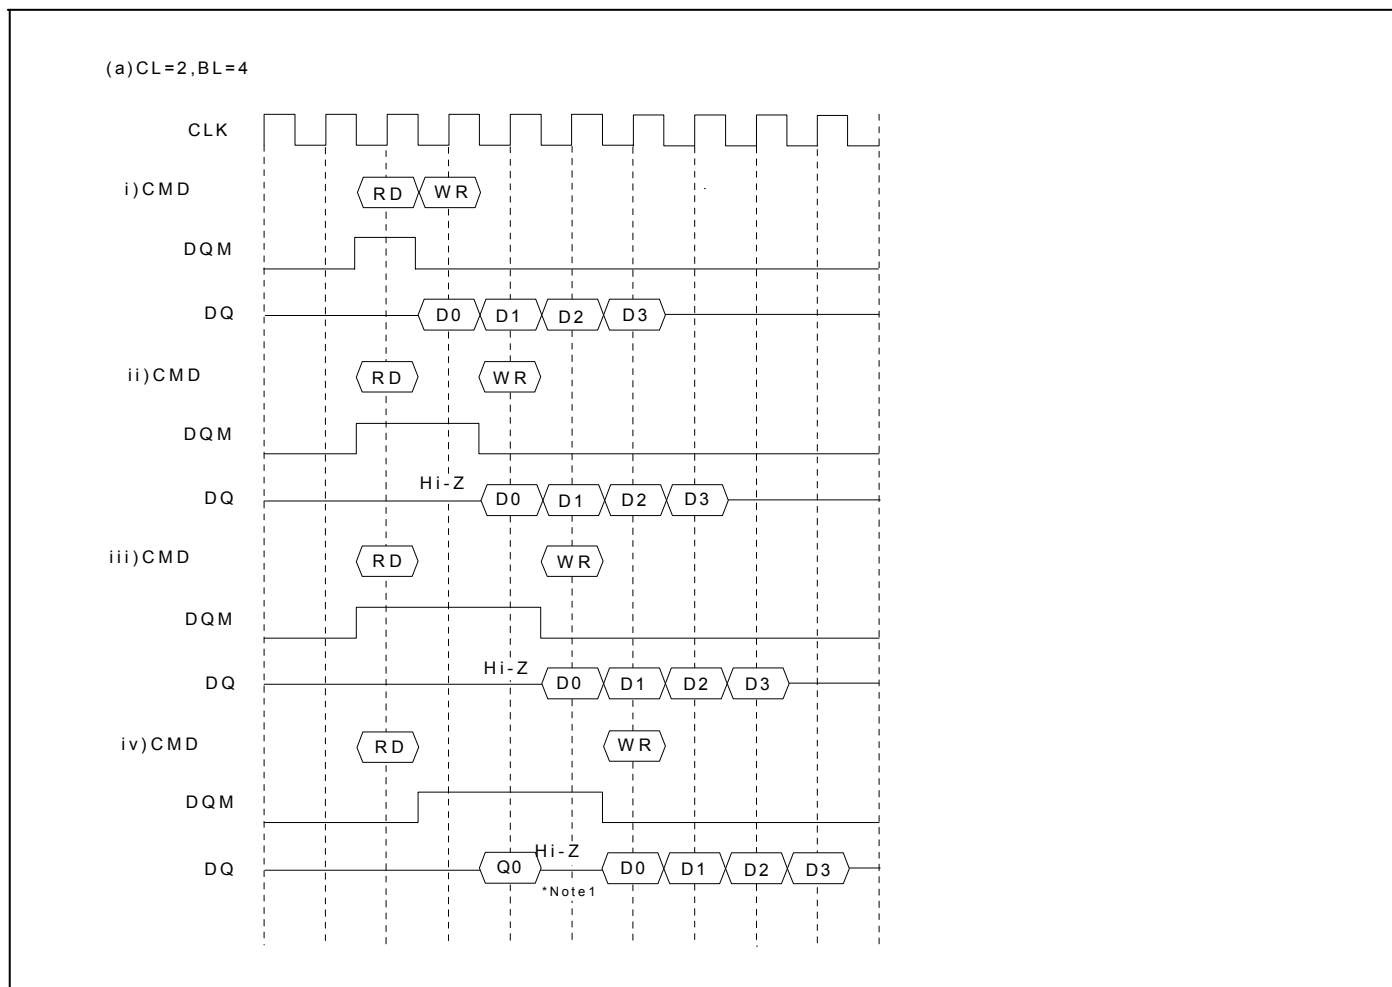 (a)CL=2,BL=4
CLK
i)CMD RD WR
DQM
DQ D0 D1 D2 D3
ii)CMD RD WR
DQM
Hi-Z
DQ D0 D1 D2 D3
iii)CMD RD WR
DQM
Hi-Z
DQ D0 D1 D2 D3
iv)CMD RD WR
DQM
Hi-Z
DQ Q0 D0 D1 D2 D3
*Note1